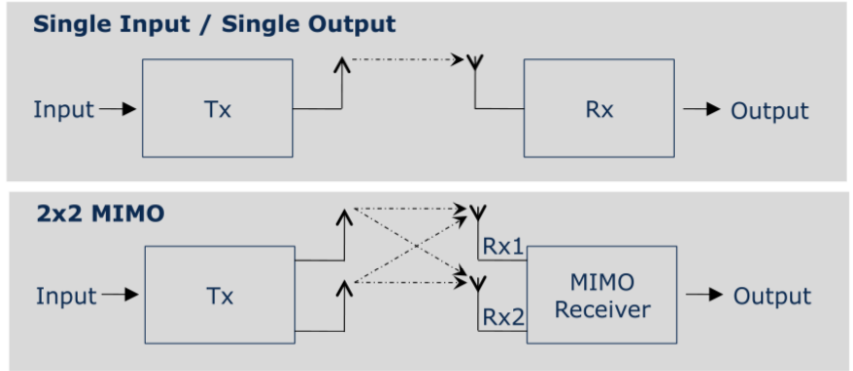 Single Input / Single Output
Input
Tx
Rx
Output
2x2 MIMO
Rx1
Input
Tx
MIMO
Receiver
Output
Rx2